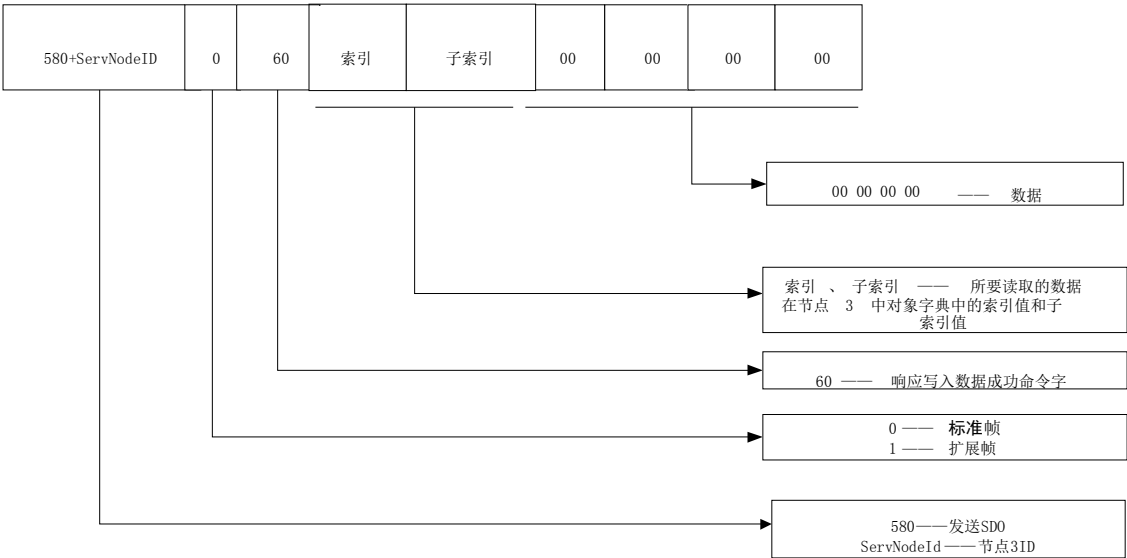 580+ServNodeID 0 60 索引 子索引 00 00 00 00
00 00 00 00 —— 数据
索引 、 子索引 —— 所要读取的数据
在节点 3 中对象字典中的索引值和子
索引值
60 —— 响应写入数据成功命令字
0 —— 标准帧
1 —— 扩展帧
580——发送SDO
ServNodeId——节点3ID